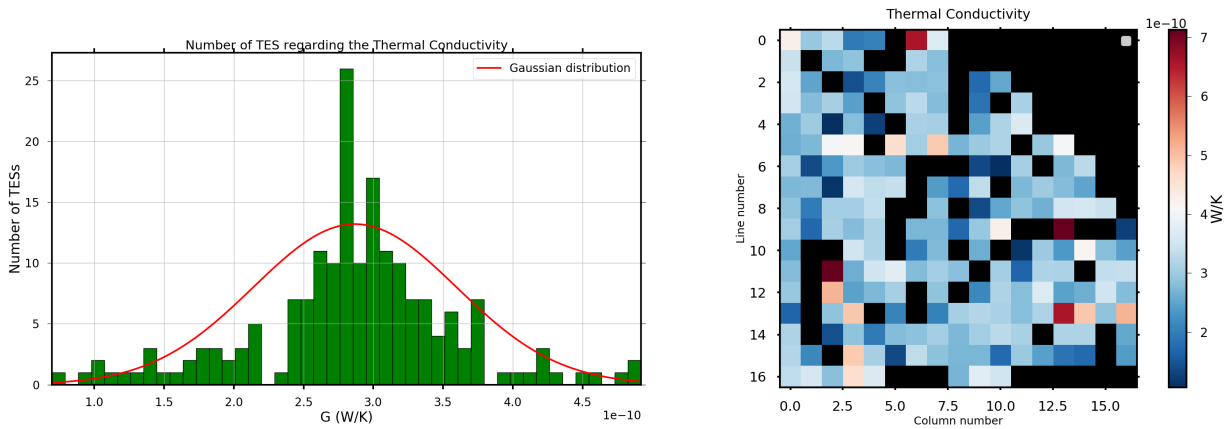 Number of TES regarding the Thermal Conductivity
Gaussian distribution
Number of TESs
25
20
15
10
5
0
1.0 1.5 2.0 2.5 3.0 3.5 4.0 4.5
1e−10
G (W/K)
Thermal Conductivity
Line number
0
2
4
6
8
10
12
14
16
0.0 2.5 5.0 7.5 10.0 12.5 15.0
Column number
1e−10
7
6
5
4
3
2
W/K